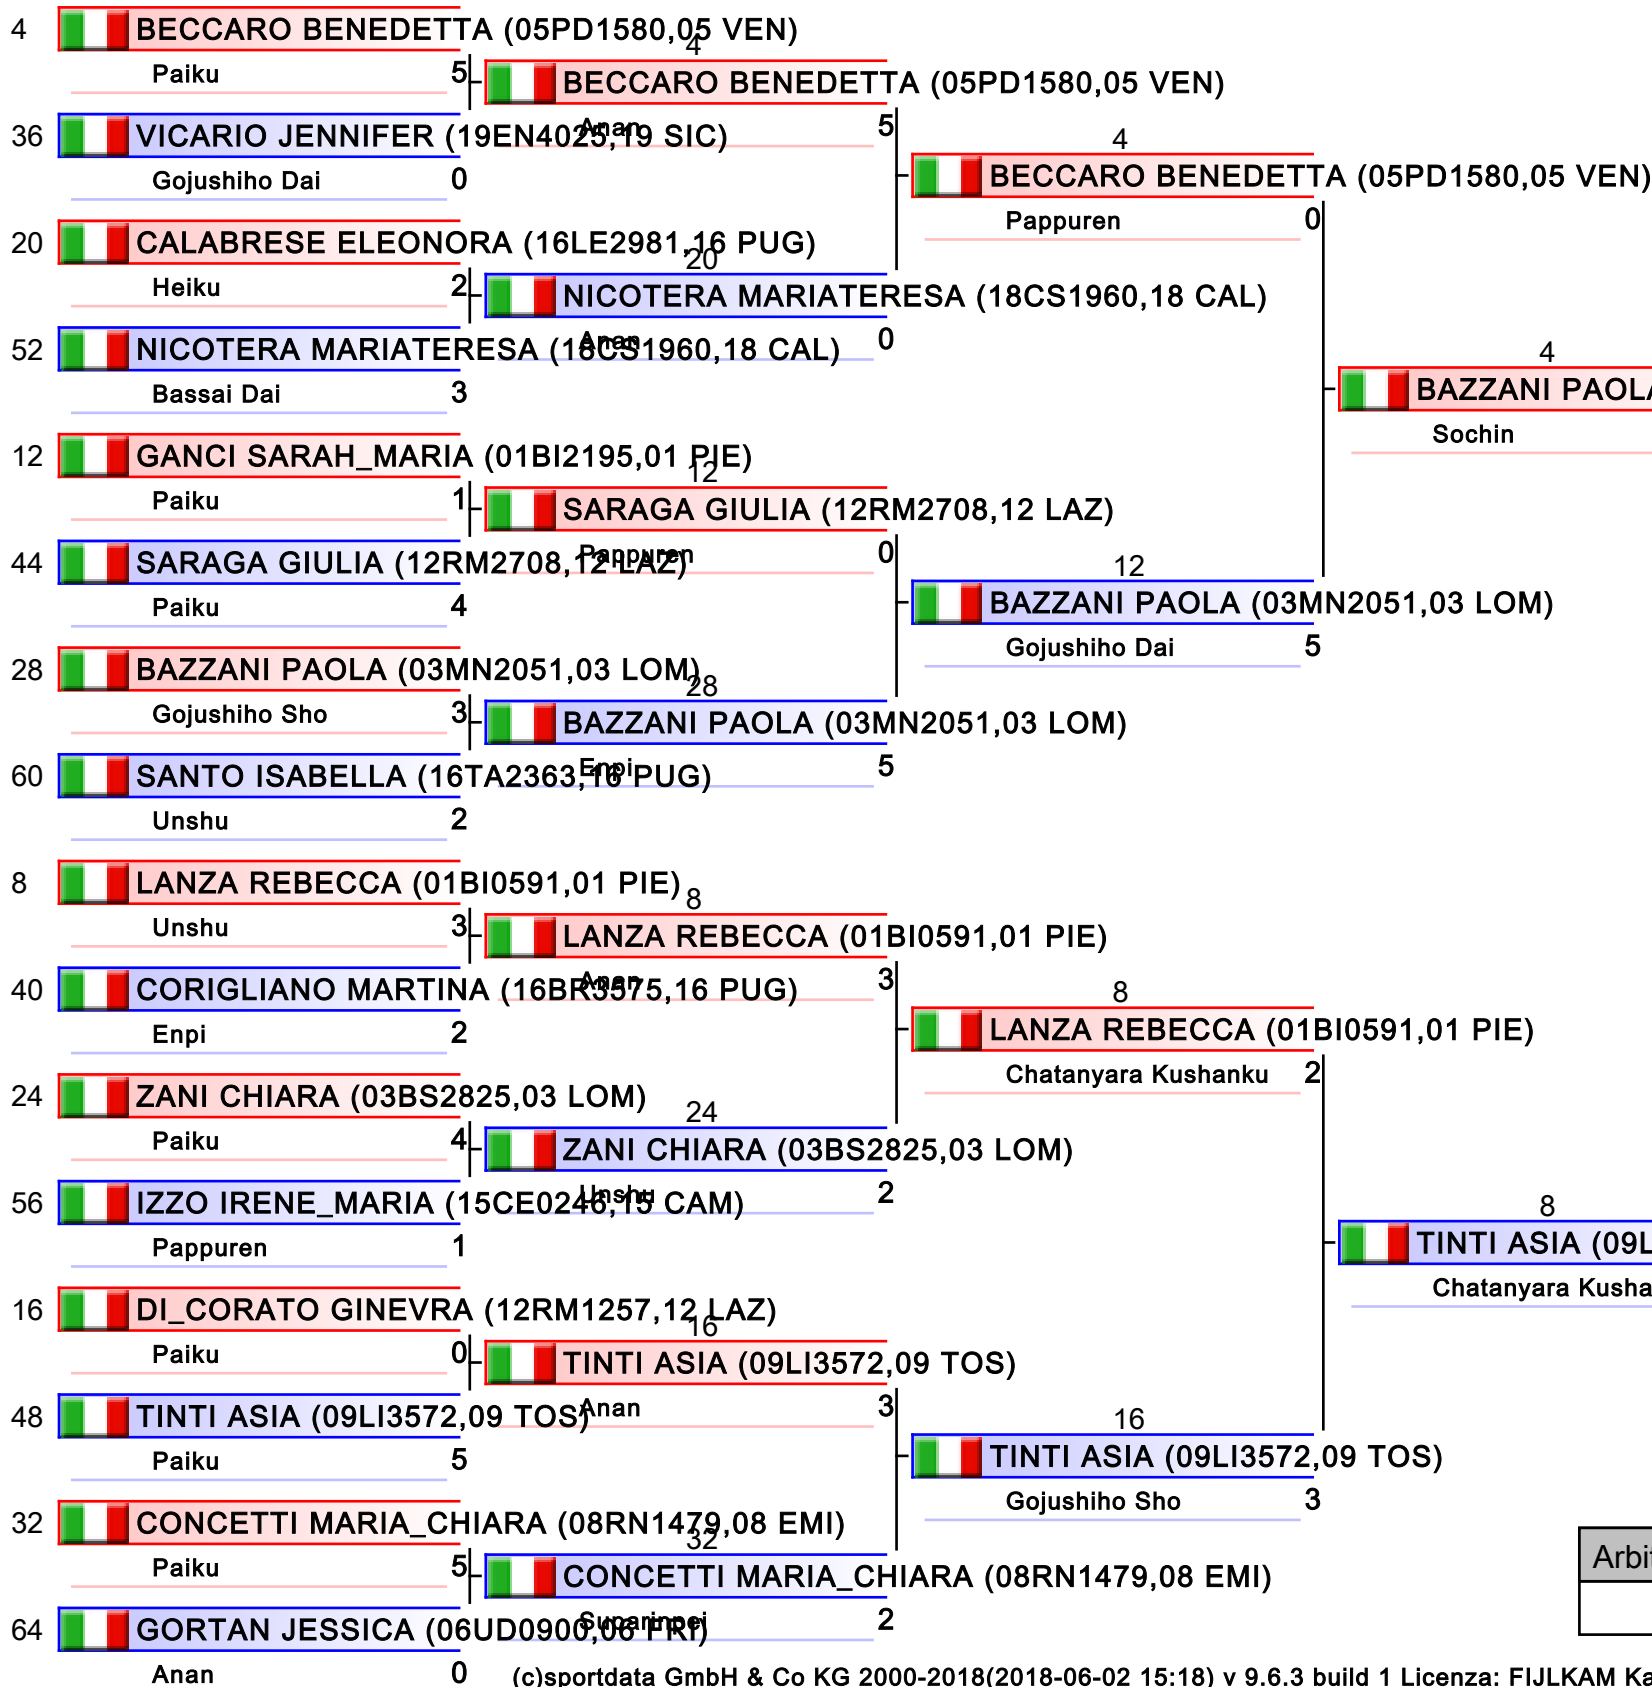 4 BECCARO BENEDETTA (05PD1580,05 VEN)
Paiku 5
36 VICARIO JENNIFER (19EN4025,19 SIC)
Gojushiho Dai 0
20 CALABRESE ELEONORA (16LE2981,16 PUG)
Heiku 2
52 NICOTERA MARIATERESA (18CS1960,18 CAL)
Bassai Dai 3
12 GANCI SARAH_MARIA (01BI2195,01 PIE)
Paiku 1
44 SARAGA GIULIA (12RM2708,12 LAZ)
Paiku 4
28 BAZZANI PAOLA (03MN2051,03 LOM)
Gojushiho Sho 3
60 SANTO ISABELLA (16TA2363,16 PUG)
Unshu 2
8 LANZA REBECCA (01BI0591,01 PIE)
Unshu 3
40 CORIGLIANO MARTINA (16BR3575,16 PUG)
Enpi 2
24 ZANI CHIARA (03BS2825,03 LOM)
Paiku 4
56 IZZO IRENE_MARIA (15CE0246,15 CAM)
Pappuren 1
16 DI_CORATO GINEVRA (12RM1257,12 LAZ)
Paiku 0
48 TINTI ASIA (09LI3572,09 TOS)
Paiku 5
32 CONCETTI MARIA_CHIARA (08RN1479,08 EMI)
Paiku 5
64 GORTAN JESSICA (06UD0900,06 FRI)
Anan 0
4
BECCARO BENEDETTA (05PD1580,05 VEN)
Anan 5
20
NICOTERA MARIATERESA (18CS1960,18 CAL)
Anan 0
12
SARAGA GIULIA (12RM2708,12 LAZ)
Pappuren 0
28
BAZZANI PAOLA (03MN2051,03 LOM)
Enpi 5
8
LANZA REBECCA (01BI0591,01 PIE)
Anan 3
24
ZANI CHIARA (03BS2825,03 LOM)
Unshu 2
16
TINTI ASIA (09LI3572,09 TOS)
Anan 3
32
CONCETTI MARIA_CHIARA (08RN1479,08 EMI)
Suparinpei 2
4
BECCARO BENEDETTA (05PD1580,05 VEN)
Pappuren 0
12
BAZZANI PAOLA (03MN2051,03 LOM)
Gojushiho Dai 5
8
LANZA REBECCA (01BI0591,01 PIE)
Chatanyara Kushanku 2
16
TINTI ASIA (09LI3572,09 TOS)
Gojushiho Sho 3
4
BAZZANI PAOLA
Sochin
8
TINTI ASIA (09L
Chatanyara Kusha
Arbi
(c)sportdata GmbH & Co KG 2000-2018(2018-06-02 15:18) v 9.6.3 build 1 Licenza: FIJLKAM Ka